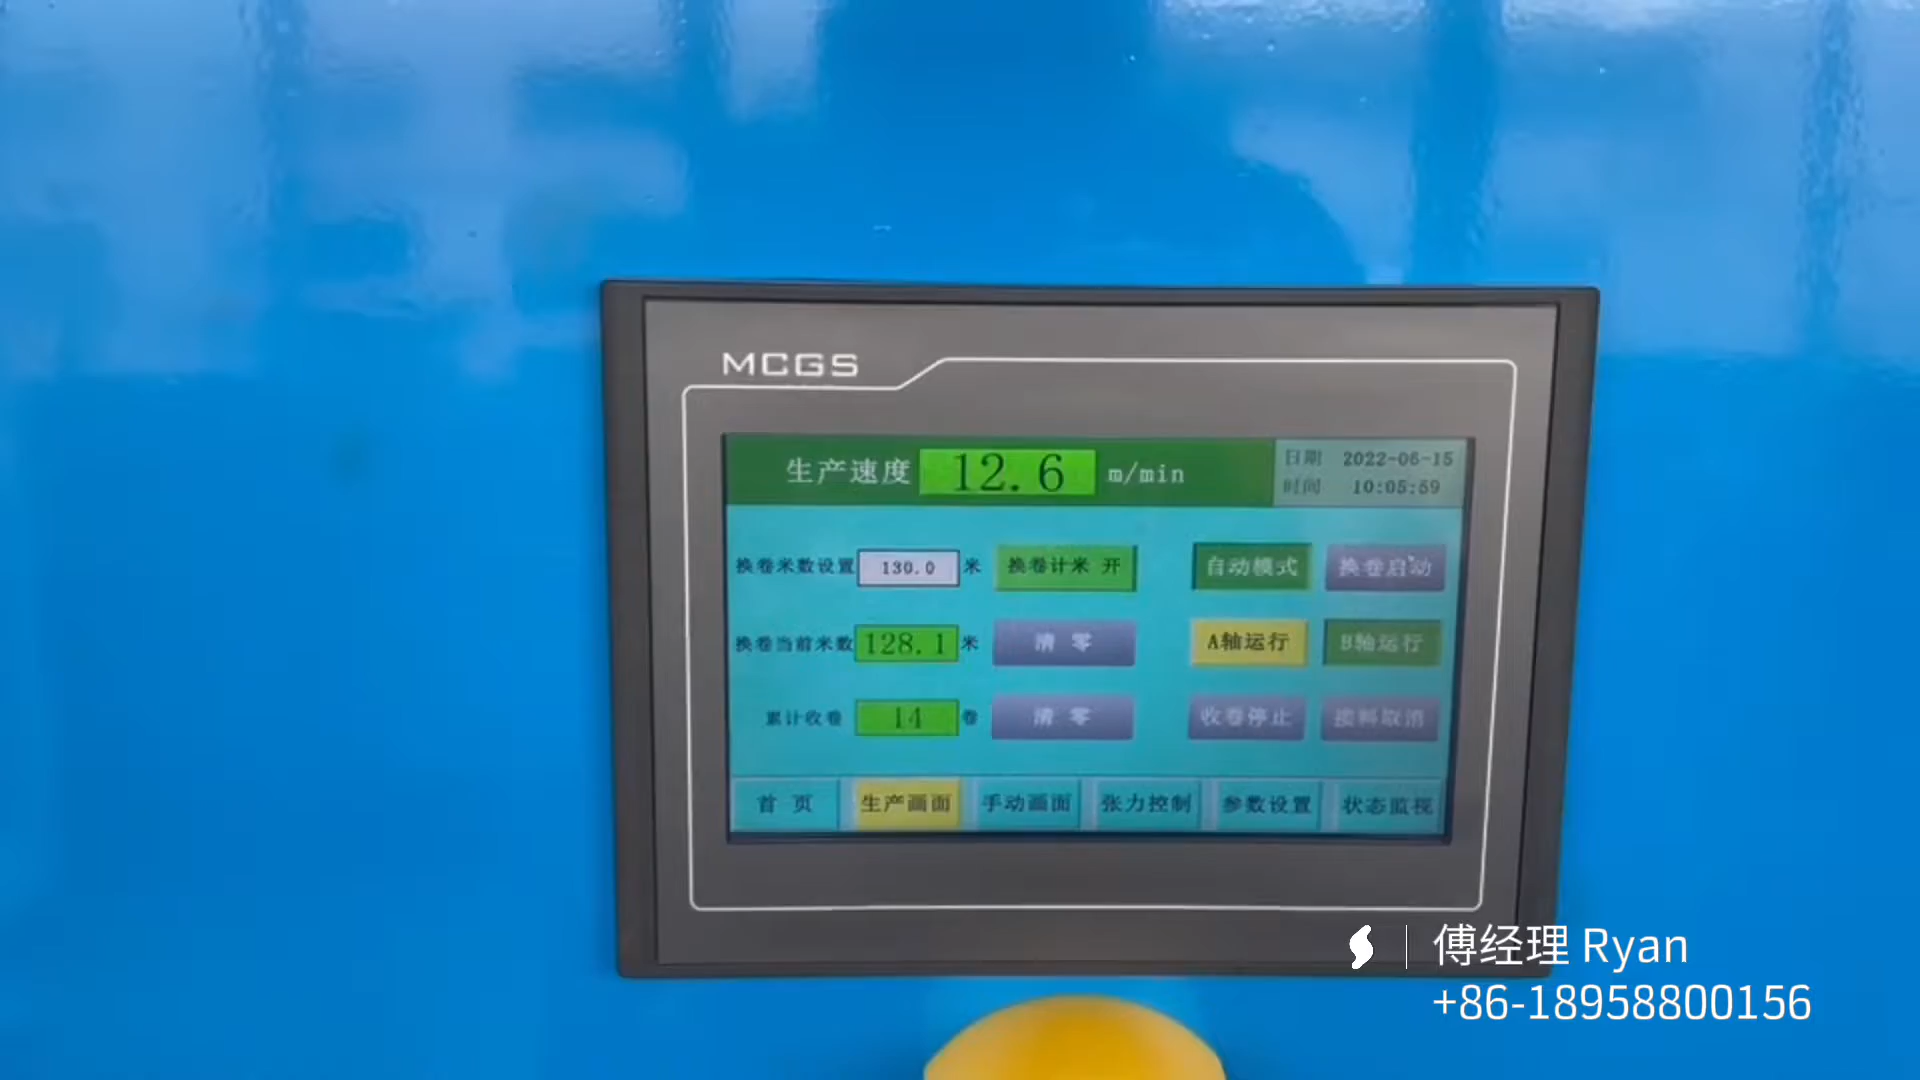 MCGS
生产速度 12.6 m/min
日期 2022-06-15
时间 10:05:59
换卷米数设置 130.0 米 换卷计米 开 自动模式 换卷启动
换卷当前米数 128.1 米 清 零 A轴运行 B轴运行
累计收卷 14 卷 清 零 收卷停止 接料取消
首 页 生产画面 手动画面 张力控制 参数设置 状态监视
傅经理 Ryan
+86-18958800156